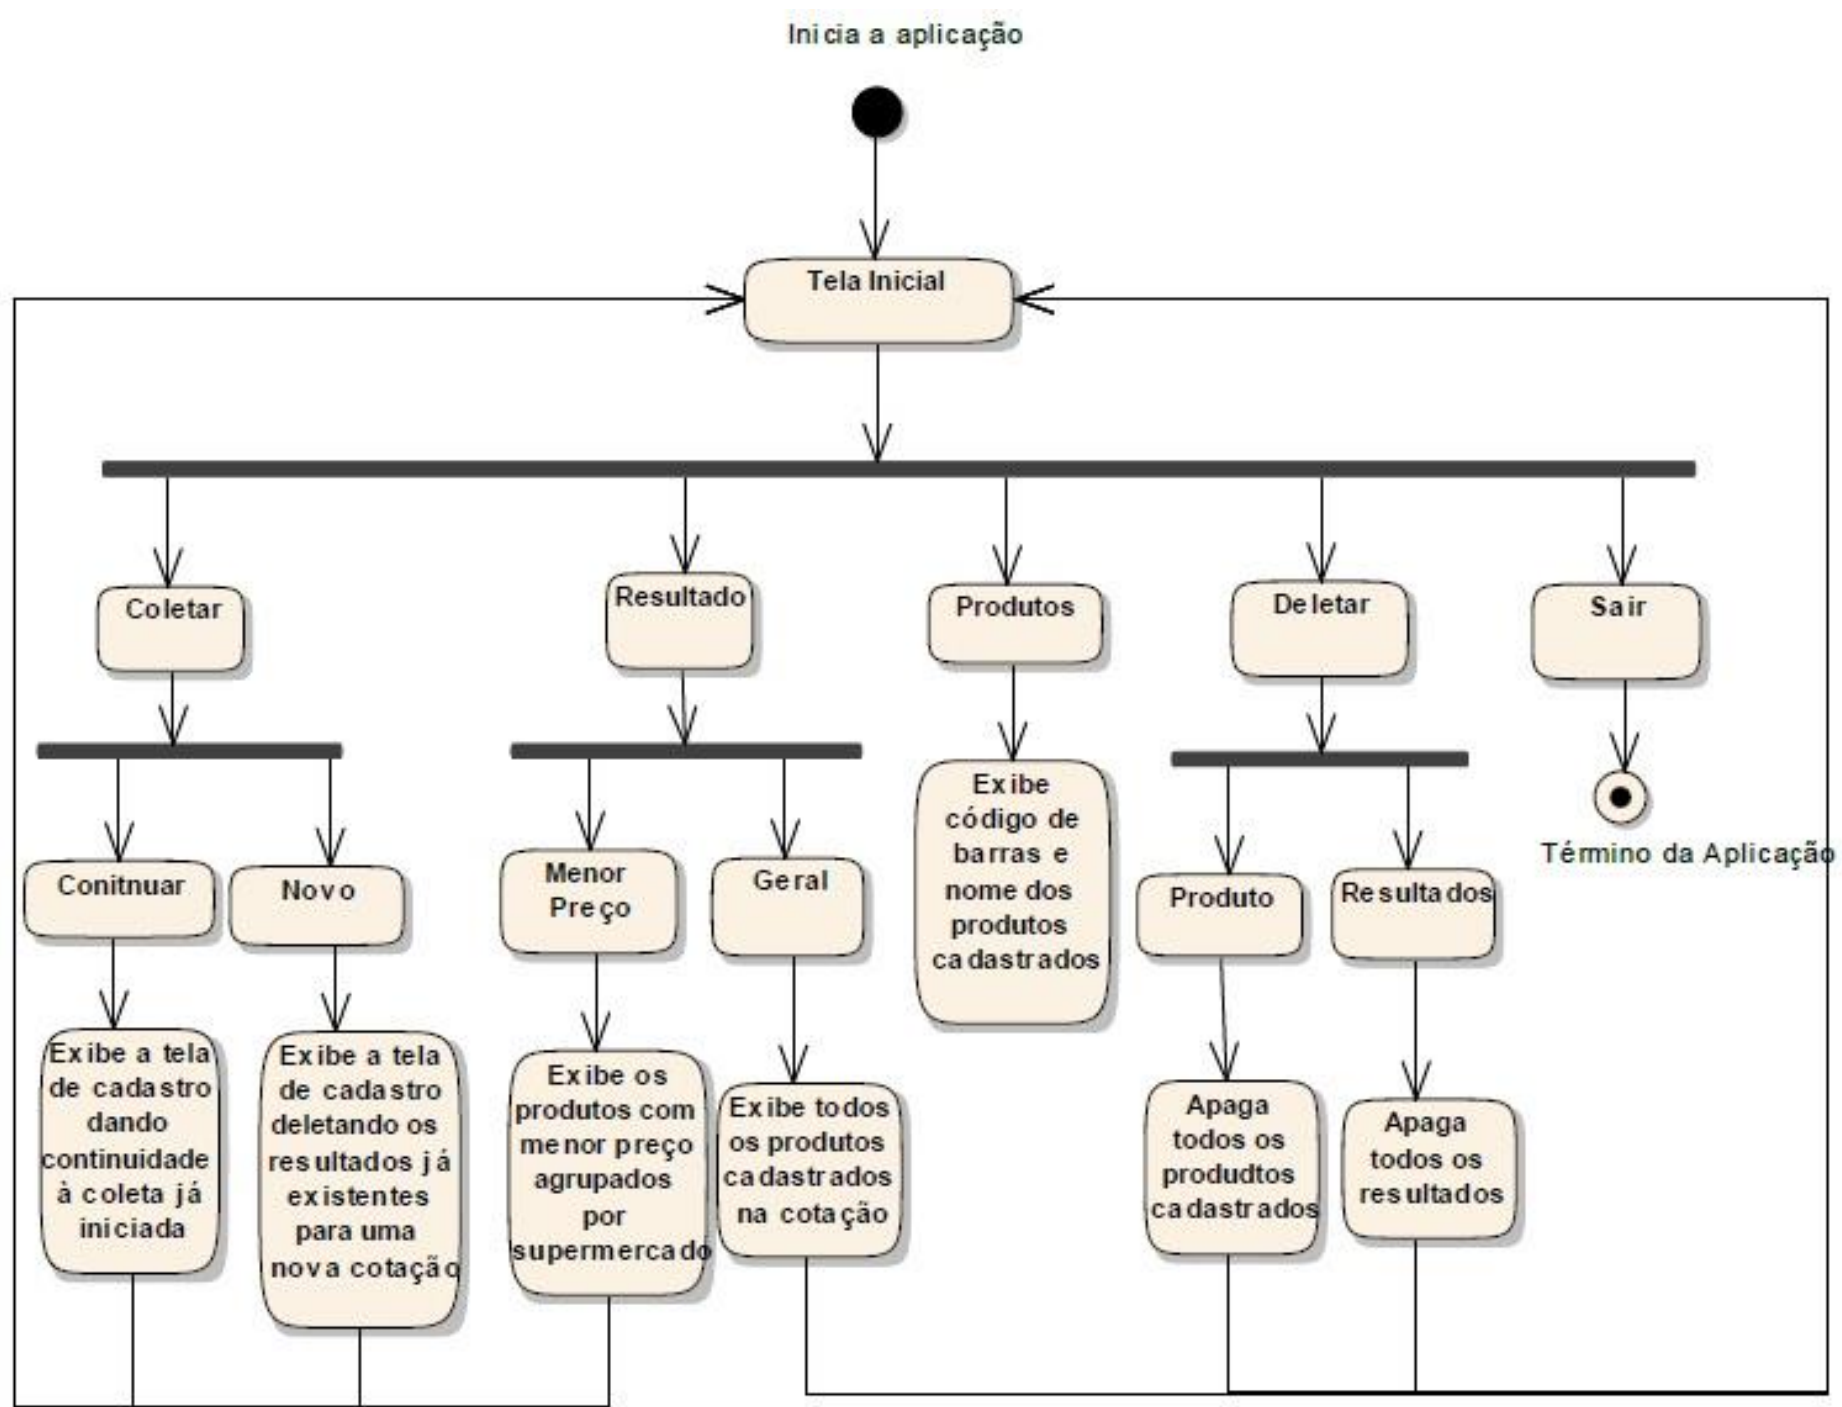 Inicia a aplicação
Tela Inicial
Coletar
Resultado
Produtos
Deletar
Sair
Término da Aplicação
Conitnuar
Novo
Menor
Preço
Geral
Exibe
código de
barras e
nome dos
produtos
cadastrados
Produto
Resultados
Exibe a tela
de cadastro
dando
continuidade
à coleta já
iniciada
Exibe a tela
de cadastro
deletando os
resultados já
existentes
para uma
nova cotação
Exibe os
produtos com
menor preço
agrupados
por
supermercado
Exibe todos
os produtos
cadastrados
na cotação
Apaga
todos os
produdtos
cadastrados
Apaga
todos os
resultados